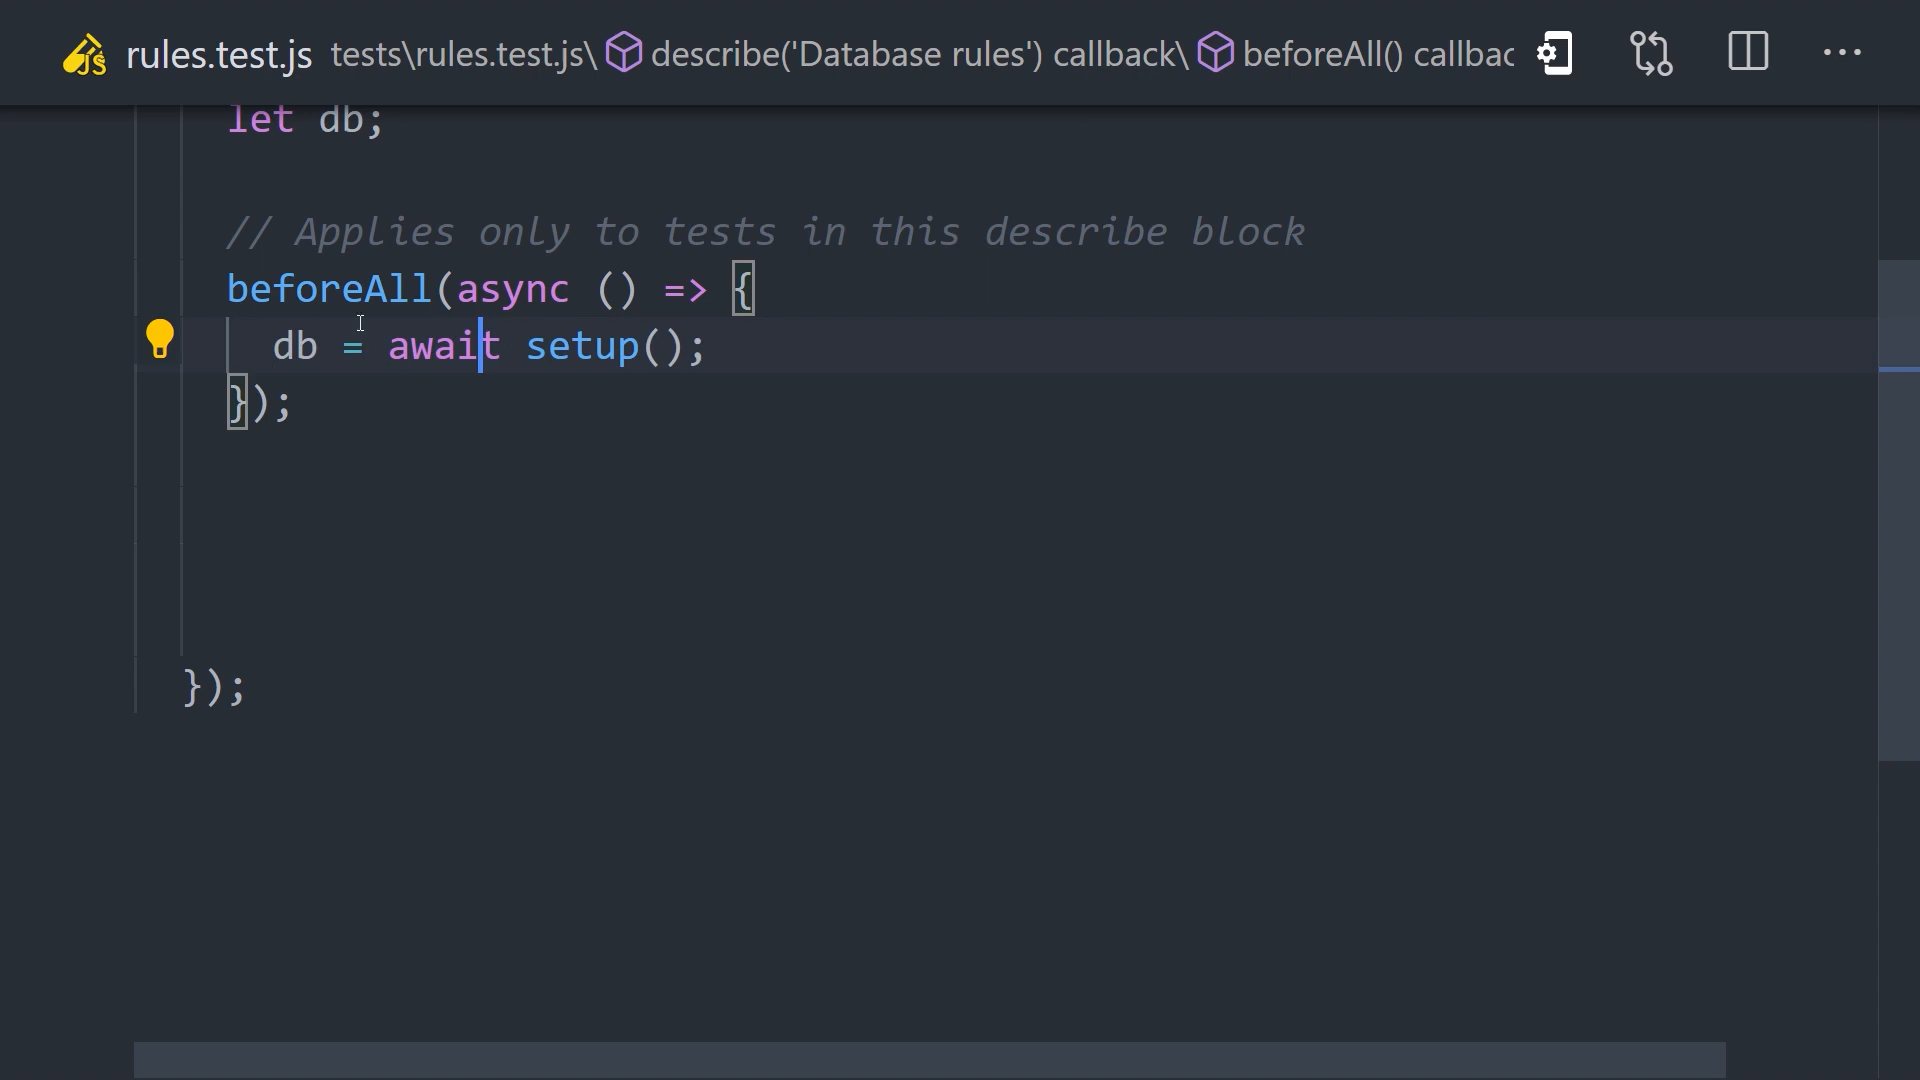 rules.test.js tests\rules.test.js\ describe('Database rules') callback\ beforeAll() callbac
let db;
// Applies only to tests in this describe block
beforeAll(async () => {
db = await setup();
});
});